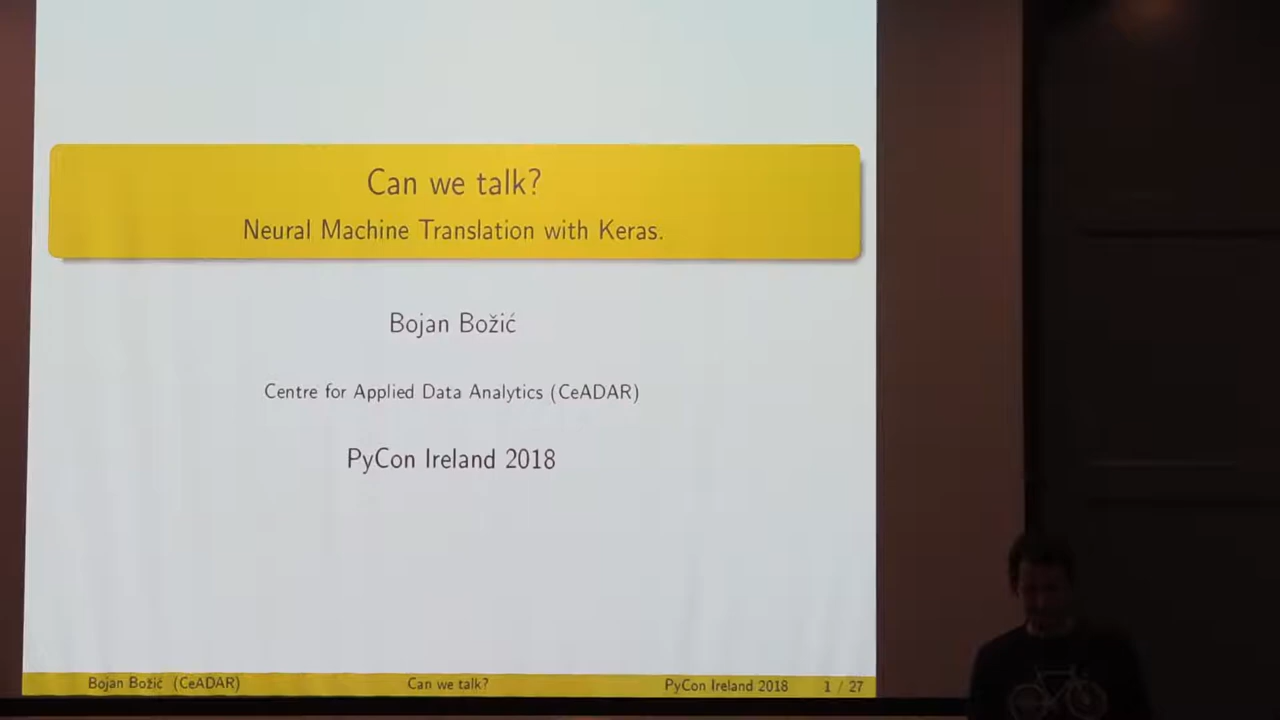 Can we talk?
Neural Machine Translation with Keras.
Bojan Božić
Centre for Applied Data Analytics (CeADAR)
PyCon Ireland 2018
Bojan Božić (CeADAR) Can we talk? PyCon Ireland 2018 1 / 27